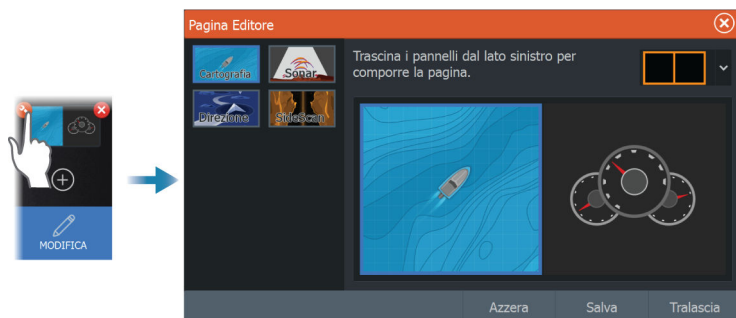 Pagina Editore
Cartografia
Sonar
Direzione
SideScan
Trascina i pannelli dal lato sinistro per
comporre la pagina.
MODIFICA
Azzera
Salva
Tralascia